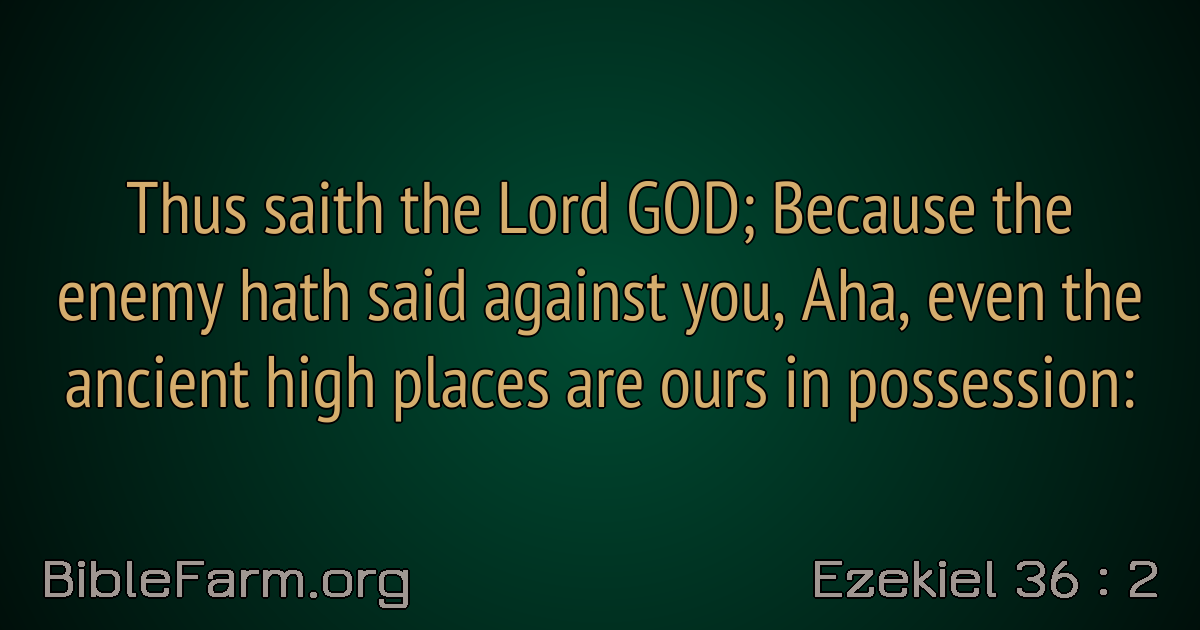 Thus saith the Lord GOD; Because the
enemy hath said against you, Aha, even the
ancient high places are ours in possession:
BibleFarm.org
Ezekiel 36 : 2